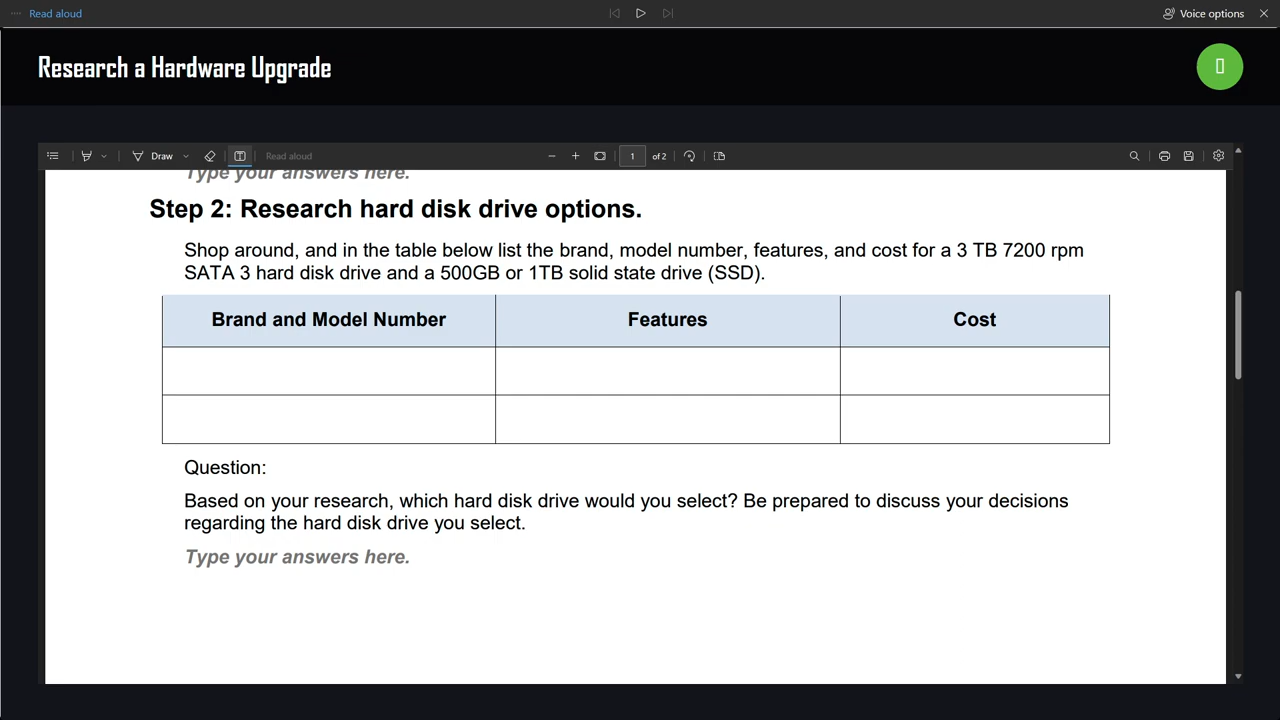 Read aloud
Voice options
Research a Hardware Upgrade
Draw
Read aloud
1 of 2
Type your answers here.
Step 2: Research hard disk drive options.
Shop around, and in the table below list the brand, model number, features, and cost for a 3 TB 7200 rpm
SATA 3 hard disk drive and a 500GB or 1TB solid state drive (SSD).
Brand and Model Number
Features
Cost
Question:
Based on your research, which hard disk drive would you select? Be prepared to discuss your decisions
regarding the hard disk drive you select.
Type your answers here.